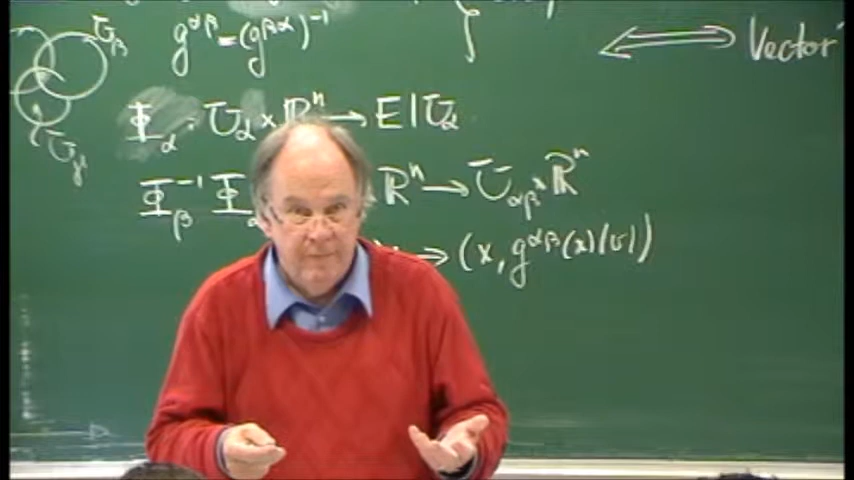 U_β
g^{αβ} = (g^{βα})^{-1}
⟺ Vector
Φ_α : U_α × ℝ^n → E|U_α
U_γ
Φ_β^{-1} Φ_α ℝ^n → U_{αβ} × ℝ^n
→ (x, g^{αβ}(x)(v))